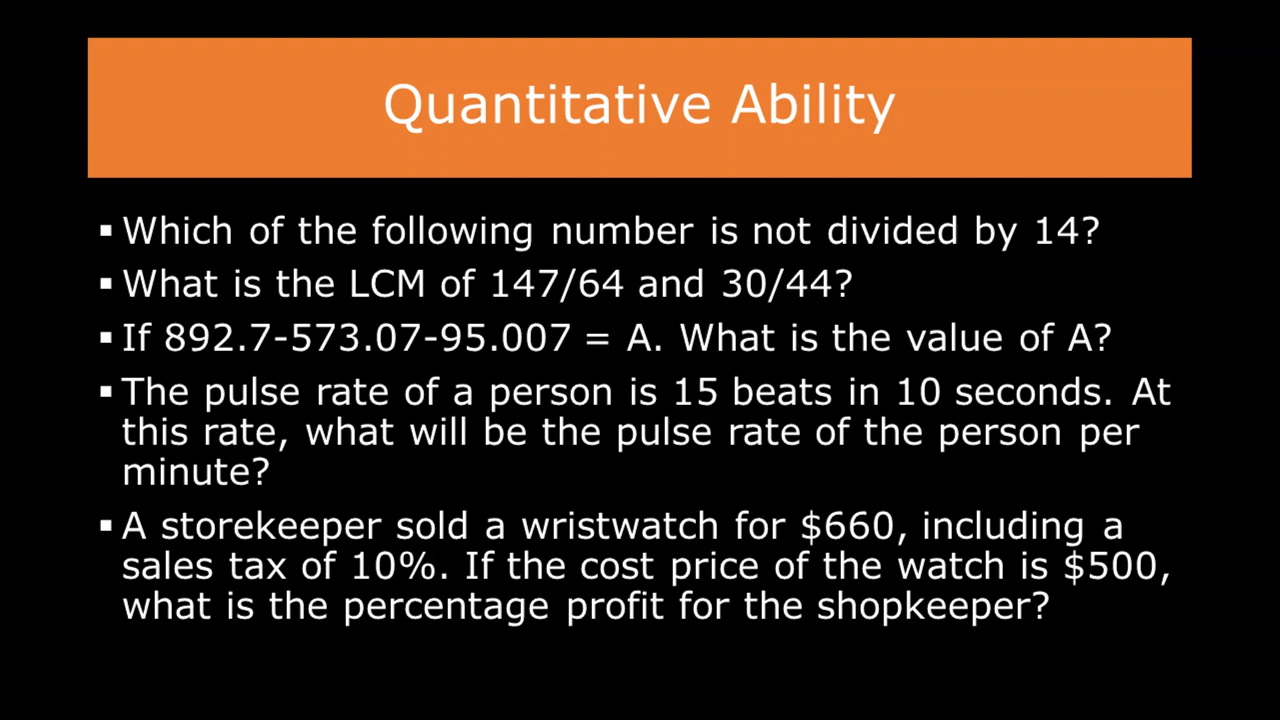 Quantitative Ability
▪ Which of the following number is not divided by 14?
▪ What is the LCM of 147/64 and 30/44?
▪ If 892.7-573.07-95.007 = A. What is the value of A?
▪ The pulse rate of a person is 15 beats in 10 seconds. At
this rate, what will be the pulse rate of the person per
minute?
▪ A storekeeper sold a wristwatch for $660, including a
sales tax of 10%. If the cost price of the watch is $500,
what is the percentage profit for the shopkeeper?